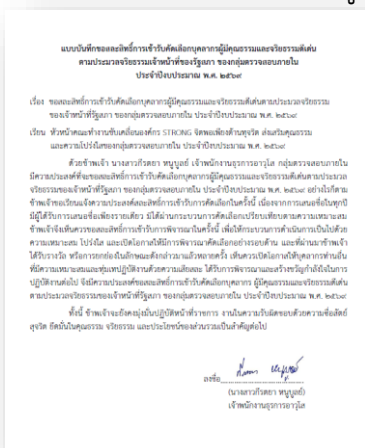 แบบบันทึกขอสละสิทธิ์การเข้ารับคัดเลือกบุคลากรผู้มีคุณธรรมและจริยธรรมดีเด่น
ตามประมวลจริยธรรมเจ้าหน้าที่ของรัฐสภา ของกลุ่มตรวจสอบภายใน
ประจำปีงบประมาณ พ.ศ. ๒๕๖๙
เรื่อง ขอสละสิทธิ์การเข้ารับคัดเลือกบุคลากรผู้มีคุณธรรมและจริยธรรมดีเด่นตามประมวลจริยธรรม
ของเจ้าหน้าที่รัฐสภา ของกลุ่มตรวจสอบภายใน ประจำปีงบประมาณ พ.ศ. ๒๕๖๙
เรียน หัวหน้าคณะทำงานขับเคลื่อนองค์กร STRONG จิตพอเพียงต้านทุจริต ส่งเสริมคุณธรรม
และความโปร่งใสของกลุ่มตรวจสอบภายใน ประจำปีงบประมาณ พ.ศ. ๒๕๖๙
ด้วยข้าพเจ้า นางสาวกีรตยา หนูบูลย์ เจ้าพนักงานธุรการอาวุโส กลุ่มตรวจสอบภายใน
มีความประสงค์ที่จะขอสละสิทธิ์การเข้ารับคัดเลือกบุคลากรผู้มีคุณธรรมและจริยธรรมดีเด่นตามประมวล
จริยธรรมของเจ้าหน้าที่รัฐสภา ของกลุ่มตรวจสอบภายใน ประจำปีงบประมาณ พ.ศ. ๒๕๖๙ อย่างไรก็ตาม
ข้าพเจ้าขอเรียนแจ้งความประสงค์สละสิทธิ์การเข้ารับการคัดเลือกในครั้งนี้ เนื่องจากการเสนอชื่อในทุกปี
มีผู้ได้รับการเสนอชื่อเพียงรายเดียว มิได้ผ่านกระบวนการคัดเลือกเปรียบเทียบตามความเหมาะสม
ข้าพเจ้าจึงเห็นควรขอสละสิทธิ์การเข้ารับการพิจารณาในครั้งนี้ เพื่อให้กระบวนการดำเนินการเป็นไปด้วย
ความเหมาะสม โปร่งใส และเปิดโอกาสให้มีการพิจารณาคัดเลือกอย่างรอบด้าน และที่ผ่านมาข้าพเจ้า
ได้รับรางวัล หรือการยกย่องในลักษณะดังกล่าวมาแล้วหลายครั้ง เห็นควรเปิดโอกาสให้บุคลากรท่านอื่น
ที่มีความเหมาะสมและทุ่มเทปฏิบัติงานด้วยความเสียสละ ได้รับการพิจารณาและสร้างขวัญกำลังใจในการ
ปฏิบัติงานต่อไป จึงมีความประสงค์ขอสละสิทธิ์การเข้ารับคัดเลือกบุคลากร ผู้มีคุณธรรมและจริยธรรมดีเด่น
ตามประมวลจริยธรรมของเจ้าหน้าที่รัฐสภา ของกลุ่มตรวจสอบภายใน ประจำปีงบประมาณ พ.ศ. ๒๕๖๙
ทั้งนี้ ข้าพเจ้าจะยังคงมุ่งมั่นปฏิบัติหน้าที่ราชการ งานในความรับผิดชอบด้วยความซื่อสัตย์
สุจริต ยึดมั่นในคุณธรรม จริยธรรม และประโยชน์ของส่วนรวมเป็นสำคัญต่อไป
ลงชื่อ
(นางสาวกีรตยา หนูบูลย์)
เจ้าพนักงานธุรการอาวุโส